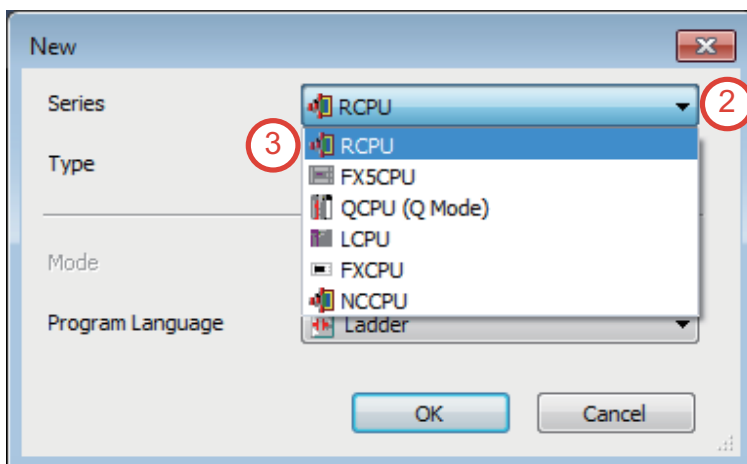 New
Series
RCPU
2
3
RCPU
Type
FX5CPU
QCPU (Q Mode)
LCPU
Mode
FXCPU
NCCPU
Program Language
Ladder
OK
Cancel